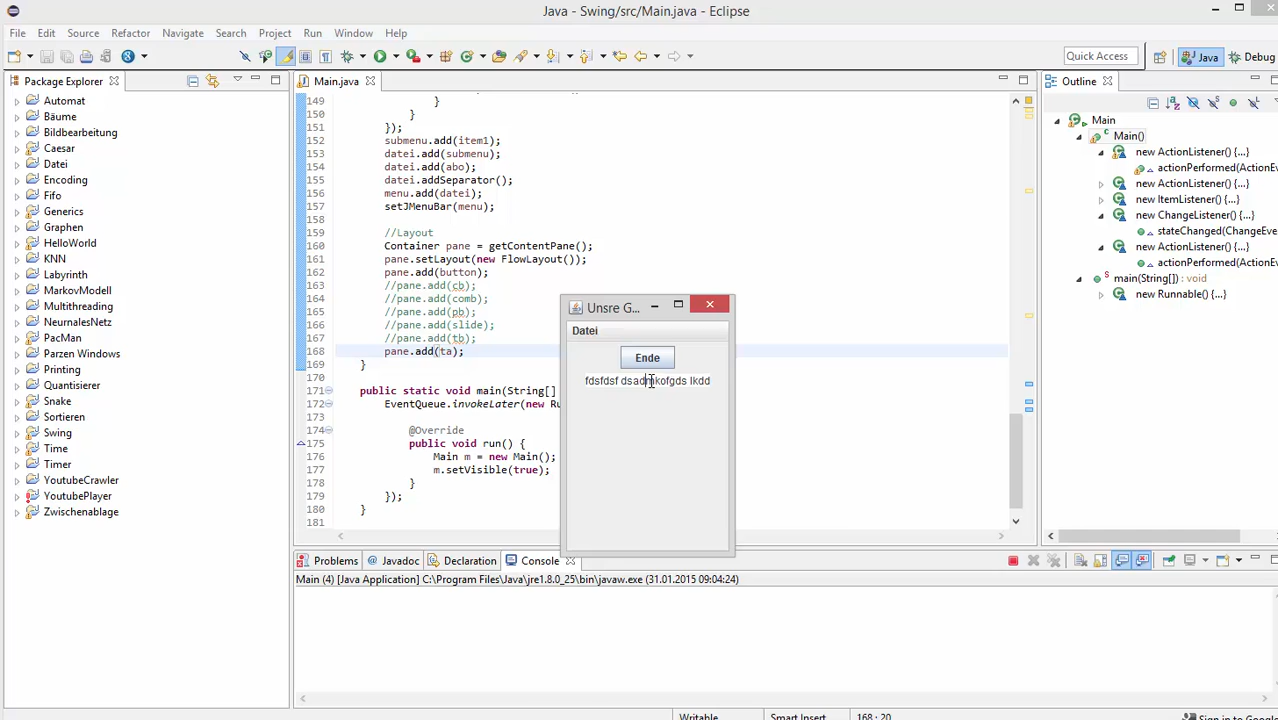 Java - Swing/src/Main.java - Eclipse
File Edit Source Refactor Navigate Search Project Run Window Help
Quick Access Java Debug
Package Explorer
Automat
Bäume
Bildbearbeitung
Caesar
Datei
Encoding
Fifo
Generics
Graphen
HelloWorld
KNN
Labyrinth
MarkovModell
Multithreading
NeurnalesNetz
PacMan
Parzen Windows
Printing
Quantisierer
Snake
Sortieren
Swing
Time
Timer
YoutubeCrawler
YoutubePlayer
Zwischenablage
Main.java
149 }
150 }
151 });
152 submenu.add(item1);
153 datei.add(submenu);
154 datei.add(abo);
155 datei.addSeparator();
156 menu.add(datei);
157 setJMenuBar(menu);
158
159 //Layout
160 Container pane = getContentPane();
161 pane.setLayout(new FlowLayout());
162 pane.add(button);
163 //pane.add(cb);
164 //pane.add(comb);
165 //pane.add(pb);
166 //pane.add(slide);
167 //pane.add(tb);
168 pane.add(ta);
169 }
170
171 public static void main(String[]
172 EventQueue.invokeLater(new Ru
173
174 @Override
175 public void run() {
176 Main m = new Main();
177 m.setVisible(true);
178 }
179 });
180 }
181
Unsre G...
Datei
Ende
fdsfdsf dsadmkofgds lkdd
Outline
Main
Main()
new ActionListener() {...}
actionPerformed(ActionEv
new ActionListener() {...}
new ItemListener() {...}
new ChangeListener() {...}
stateChanged(ChangeEve
new ActionListener() {...}
actionPerformed(ActionEv
main(String[]) : void
new Runnable() {...}
Problems Javadoc Declaration Console
Main (4) [Java Application] C:\Program Files\Java\jre1.8.0_25\bin\javaw.exe (31.01.2015 09:04:24)
Writable Smart Insert 168 : 20 Sign in to Google